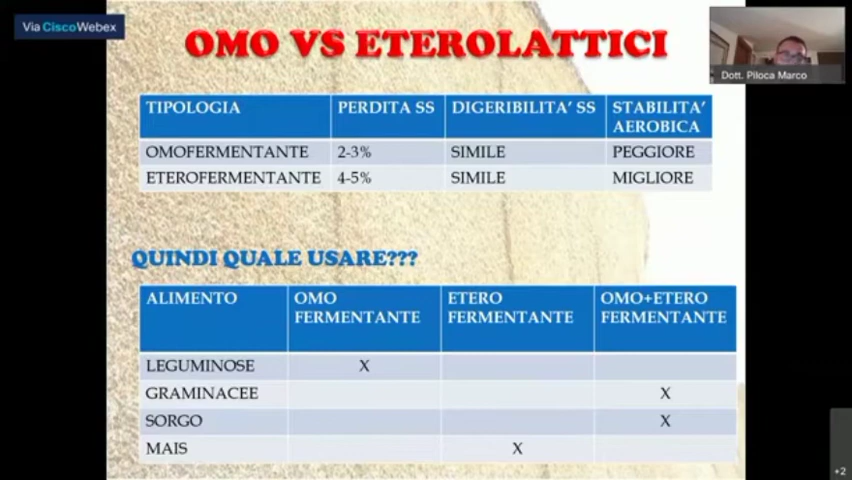 Via CiscoWebex
OMO VS ETEROLATTICI
Dott. Piloca Marco
TIPOLOGIA PERDITA SS DIGERIBILITA' SS STABILITA' AEROBICA
OMOFERMENTANTE 2-3% SIMILE PEGGIORE
ETEROFERMENTANTE 4-5% SIMILE MIGLIORE
QUINDI QUALE USARE???
ALIMENTO OMO FERMENTANTE ETERO FERMENTANTE OMO+ETERO FERMENTANTE
LEGUMINOSE X
GRAMINACEE X
SORGO X
MAIS X
+2